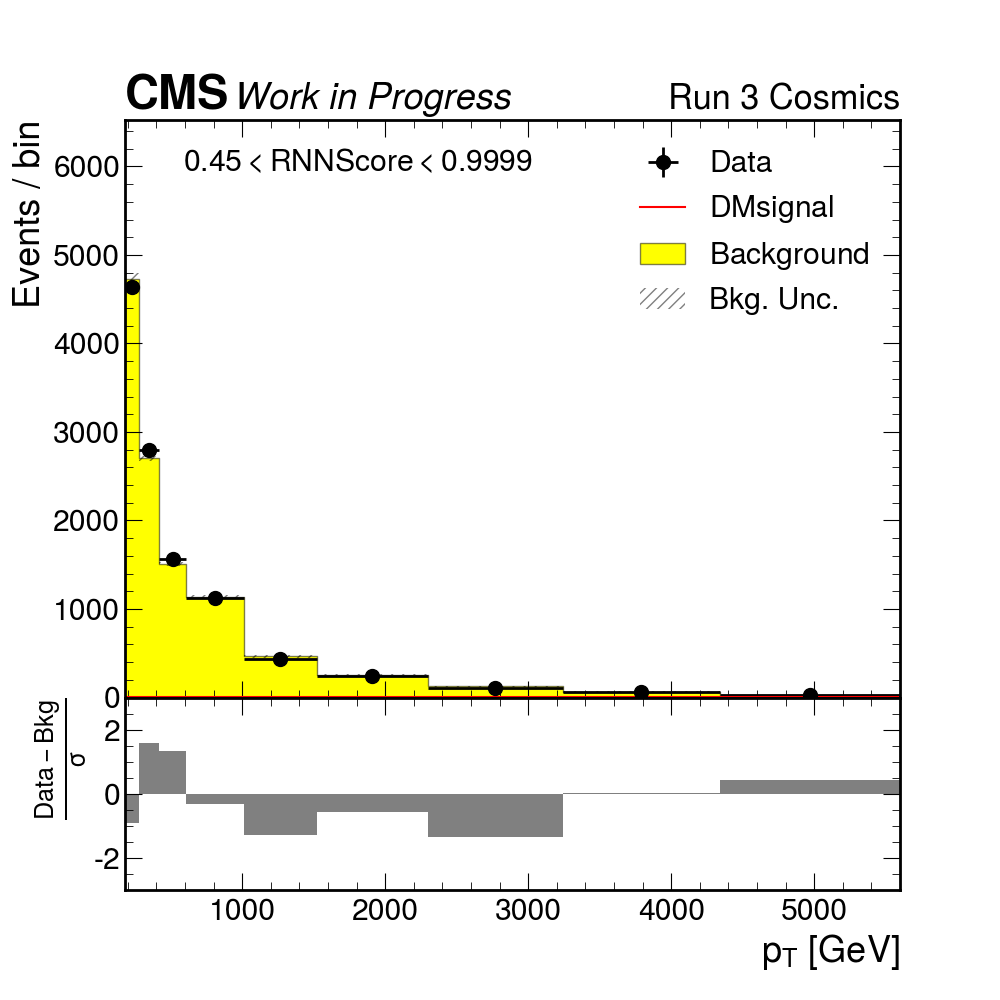 CMS Work in Progress
Run 3 Cosmics
Events / bin
0.45 < RNNScore < 0.9999
Data
DMsignal
Background
Bkg. Unc.
6000
5000
4000
3000
2000
1000
0
Data – Bkg
σ
2
0
-2
1000 2000 3000 4000 5000
pT [GeV]